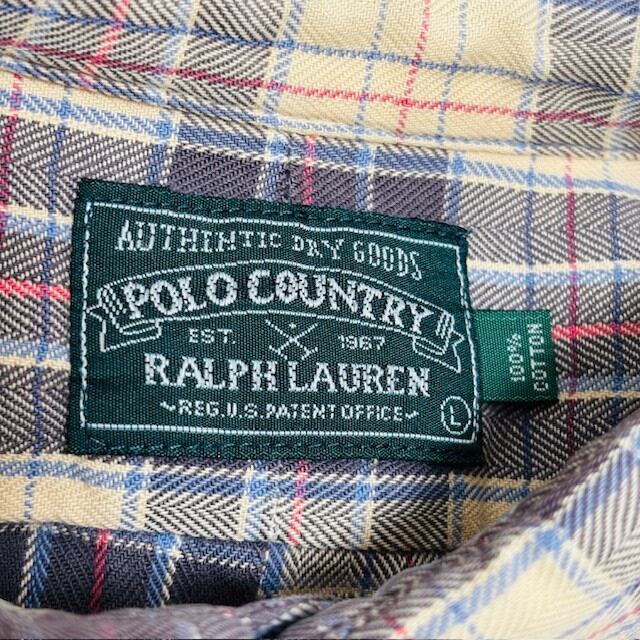 AUTHENTIC DRY GOODS
POLO COUNTRY
EST. 1967
RALPH LAUREN
REG. U.S. PATENT OFFICE
L
100%
COTTON